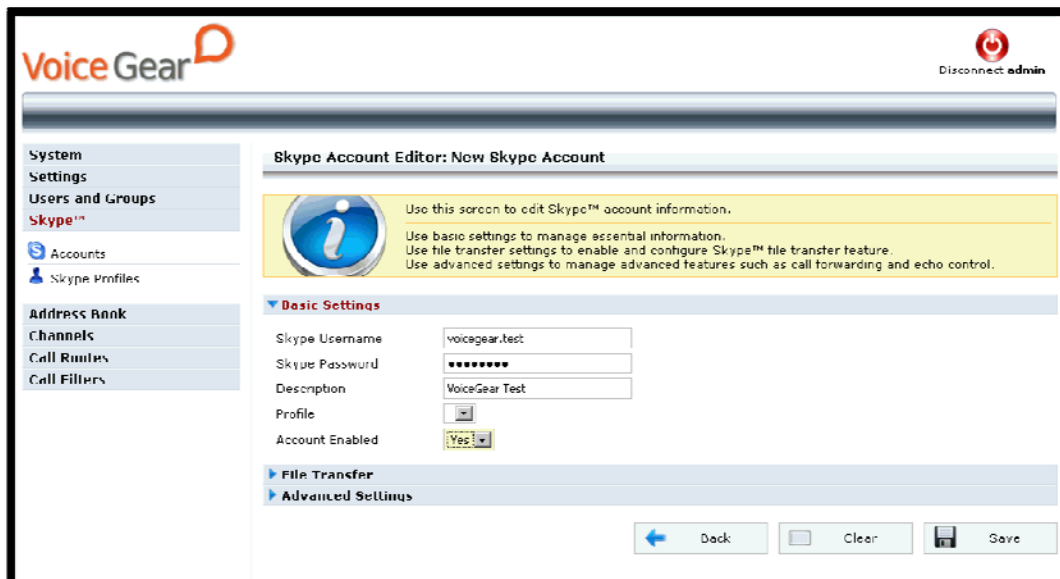 Voice Gear
Disconnect admin
System
Settings
Users and Groups
Skype™
Accounts
Skype Profiles
Address Book
Channels
Call Routes
Call Filters
Skype Account Editor: New Skype Account
Use this screen to edit Skype™ account information.
Use basic settings to manage essential information.
Use file transfer settings to enable and configure Skype™ file transfer feature.
Use advanced settings to manage advanced features such as call forwarding and echo control.
Basic Settings
Skype Username voicegear.test
Skype Password ••••••••
Description VoiceGear Test
Profile
Account Enabled Yes
File Transfer
Advanced Settings
Back Clear Save